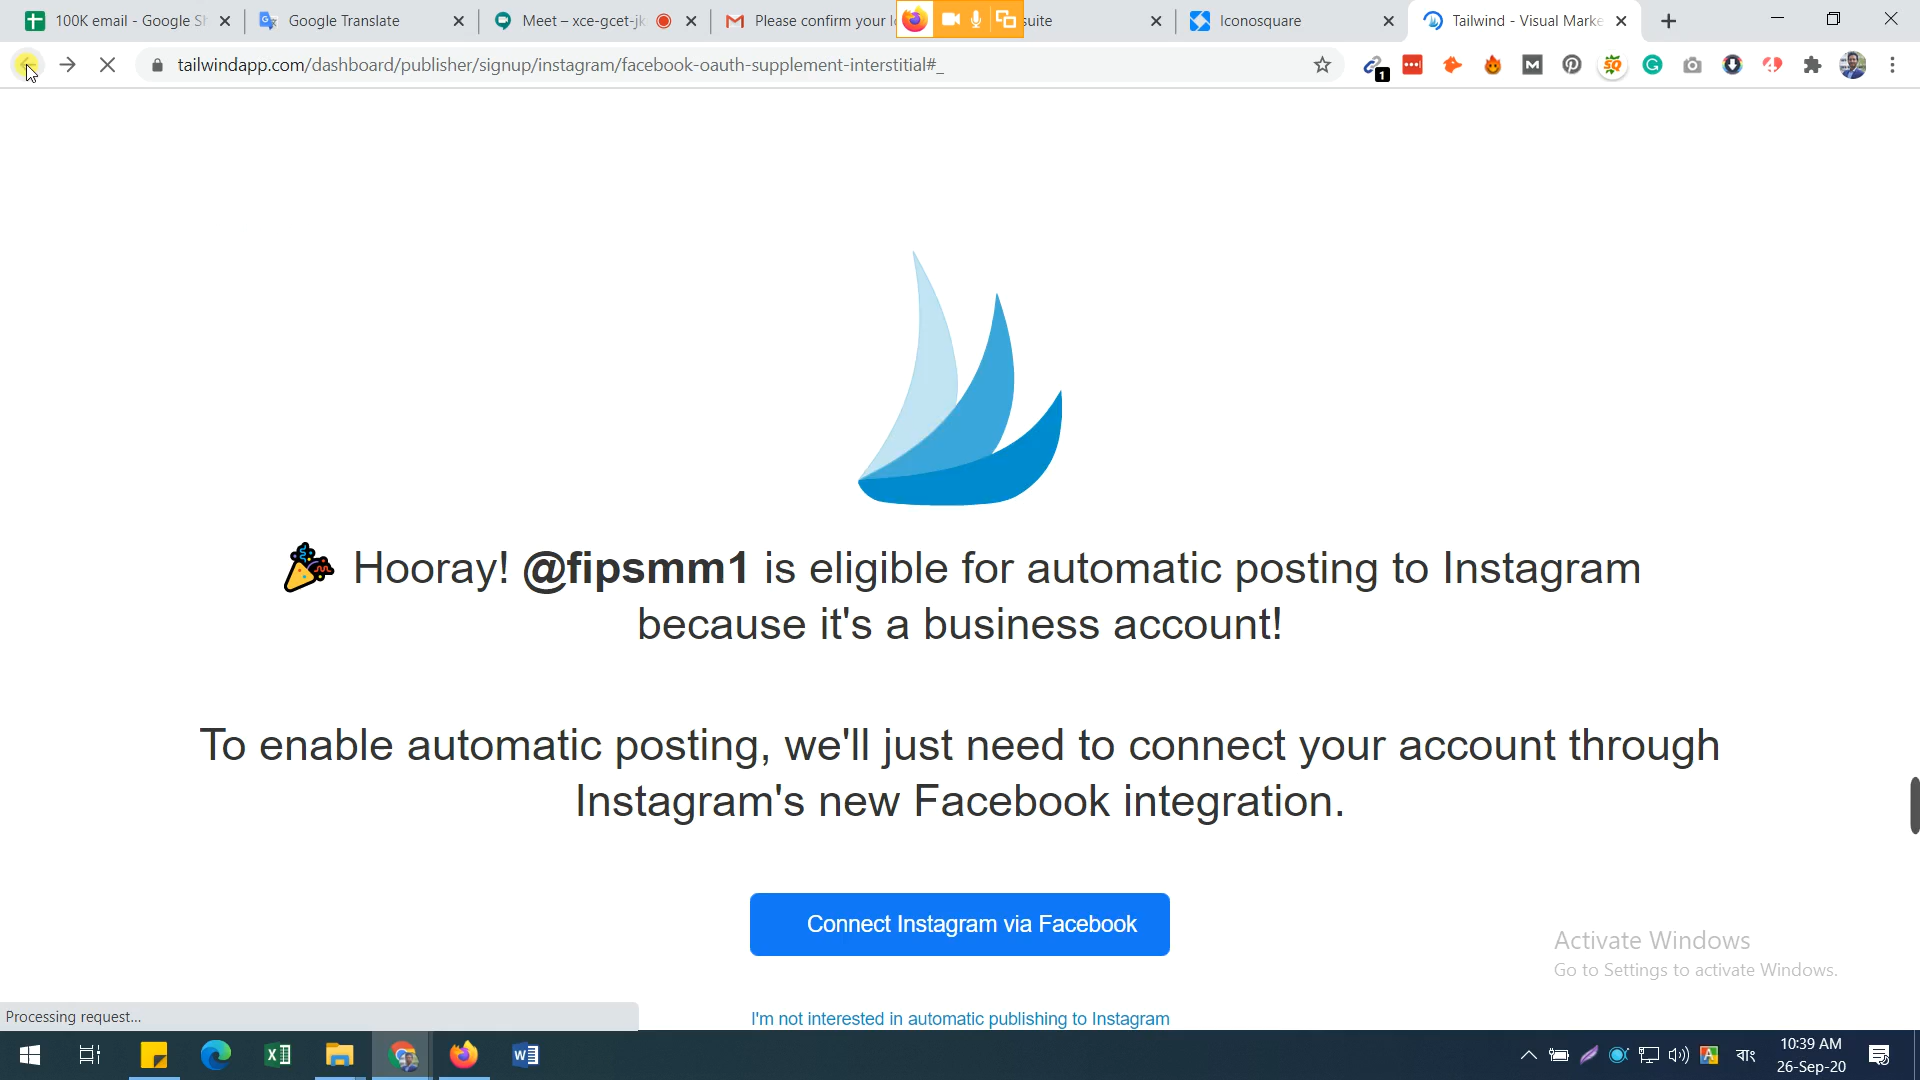 100K email - Google Sh
Google Translate
Meet – xce-gcet-jk
Please confirm your l
suite
Iconosquare
Tailwind - Visual Marke
tailwindapp.com/dashboard/publisher/signup/instagram/facebook-oauth-supplement-interstitial#_
1
Hooray! @fipsmm1 is eligible for automatic posting to Instagram
because it's a business account!
To enable automatic posting, we'll just need to connect your account through
Instagram's new Facebook integration.
Connect Instagram via Facebook
I'm not interested in automatic publishing to Instagram
Activate Windows
Go to Settings to activate Windows.
Processing request...
বাং
10:39 AM
26-Sep-20